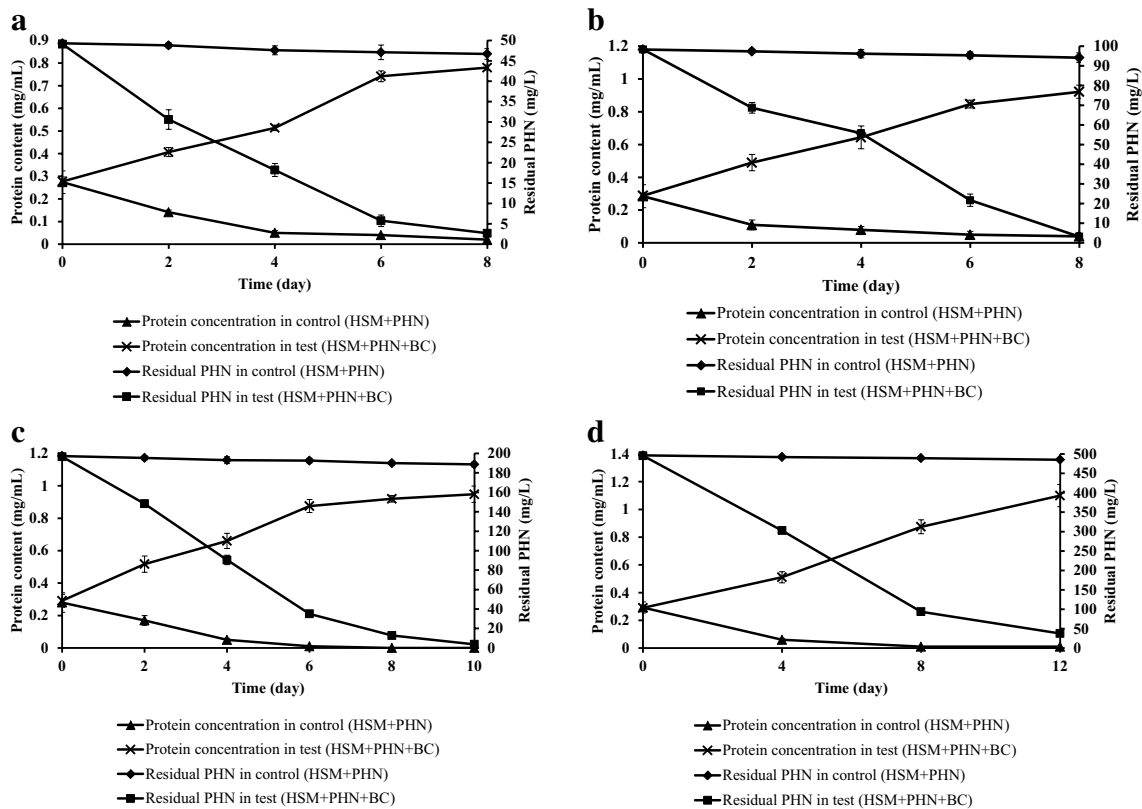 a
Protein content (mg/mL)
0.9
0.8
0.7
0.6
0.5
0.4
0.3
0.2
0.1
0
50
45
40
35
30
25
20
15
10
5
0
Residual PHN (mg/L)
0 2 4 6 8
Time (day)
Protein concentration in control (HSM+PHN)
Protein concentration in test (HSM+PHN+BC)
Residual PHN in control (HSM+PHN)
Residual PHN in test (HSM+PHN+BC)
b
Protein content (mg/mL)
1.2
1
0.8
0.6
0.4
0.2
0
100
90
80
70
60
50
40
30
20
10
0
Residual PHN (mg/L)
0 2 4 6 8
Time (day)
Protein concentration in control (HSM+PHN)
Protein concentration in test (HSM+PHN+BC)
Residual PHN in control (HSM+PHN)
Residual PHN in test (HSM+PHN+BC)
c
Protein content (mg/mL)
1.2
1
0.8
0.6
0.4
0.2
0
200
180
160
140
120
100
80
60
40
20
0
Residual PHN (mg/L)
0 2 4 6 8 10
Time (day)
Protein concentration in control (HSM+PHN)
Protein concentration in test (HSM+PHN+BC)
Residual PHN in control (HSM+PHN)
Residual PHN in test (HSM+PHN+BC)
d
Protein content (mg/mL)
1.4
1.2
1
0.8
0.6
0.4
0.2
0
500
450
400
350
300
250
200
150
100
50
0
Residual PHN (mg/L)
0 4 8 12
Time (day)
Protein concentration in control (HSM+PHN)
Protein concentration in test (HSM+PHN+BC)
Residual PHN in control (HSM+PHN)
Residual PHN in test (HSM+PHN+BC)